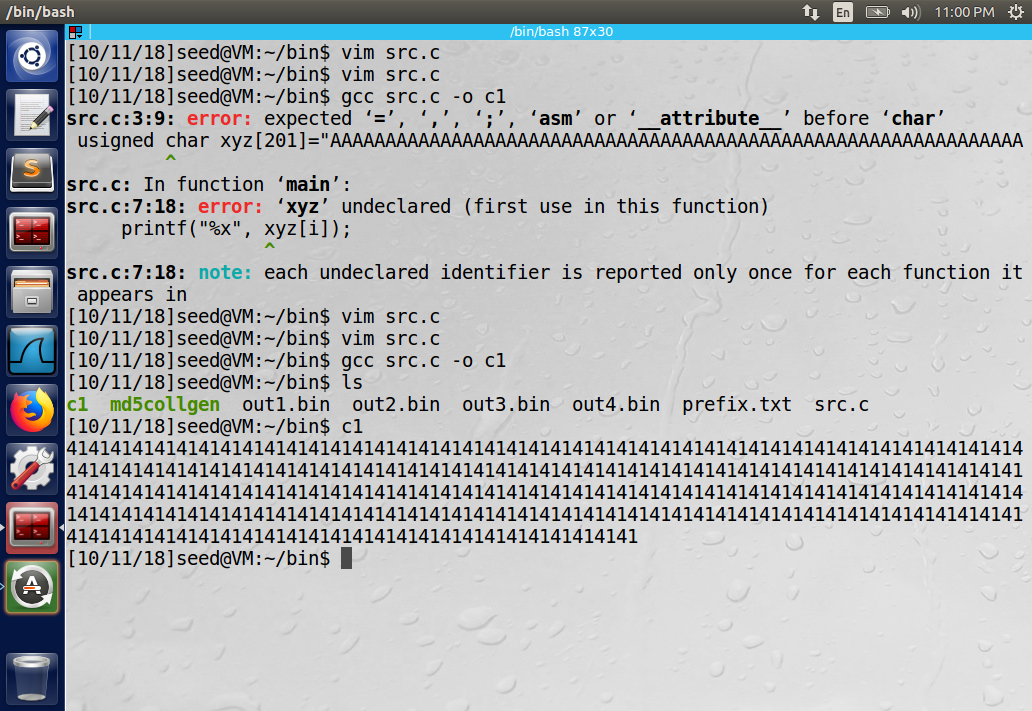 /bin/bash
En
11:00 PM
/bin/bash 87x30
[10/11/18]seed@VM:~/bin$ vim src.c
[10/11/18]seed@VM:~/bin$ vim src.c
[10/11/18]seed@VM:~/bin$ gcc src.c -o c1
src.c:3:9: error: expected ‘=’, ‘,’, ‘;’, ‘asm’ or ‘__attribute__’ before ‘char’
 usigned char xyz[201]="AAAAAAAAAAAAAAAAAAAAAAAAAAAAAAAAAAAAAAAAAAAAAAAAAAAAAAAAAAAAAAA
         ^
src.c: In function ‘main’:
src.c:7:18: error: ‘xyz’ undeclared (first use in this function)
     printf("%x", xyz[i]);
                  ^
src.c:7:18: note: each undeclared identifier is reported only once for each function it
 appears in
[10/11/18]seed@VM:~/bin$ vim src.c
[10/11/18]seed@VM:~/bin$ vim src.c
[10/11/18]seed@VM:~/bin$ gcc src.c -o c1
[10/11/18]seed@VM:~/bin$ ls
c1  md5collgen  out1.bin  out2.bin  out3.bin  out4.bin  prefix.txt  src.c
[10/11/18]seed@VM:~/bin$ c1
414141414141414141414141414141414141414141414141414141414141414141414141414141414141414
141414141414141414141414141414141414141414141414141414141414141414141414141414141414141
414141414141414141414141414141414141414141414141414141414141414141414141414141414141414
141414141414141414141414141414141414141414141414141414141414141414141414141414141414141
4141414141414141414141414141414141414141414141414141
[10/11/18]seed@VM:~/bin$